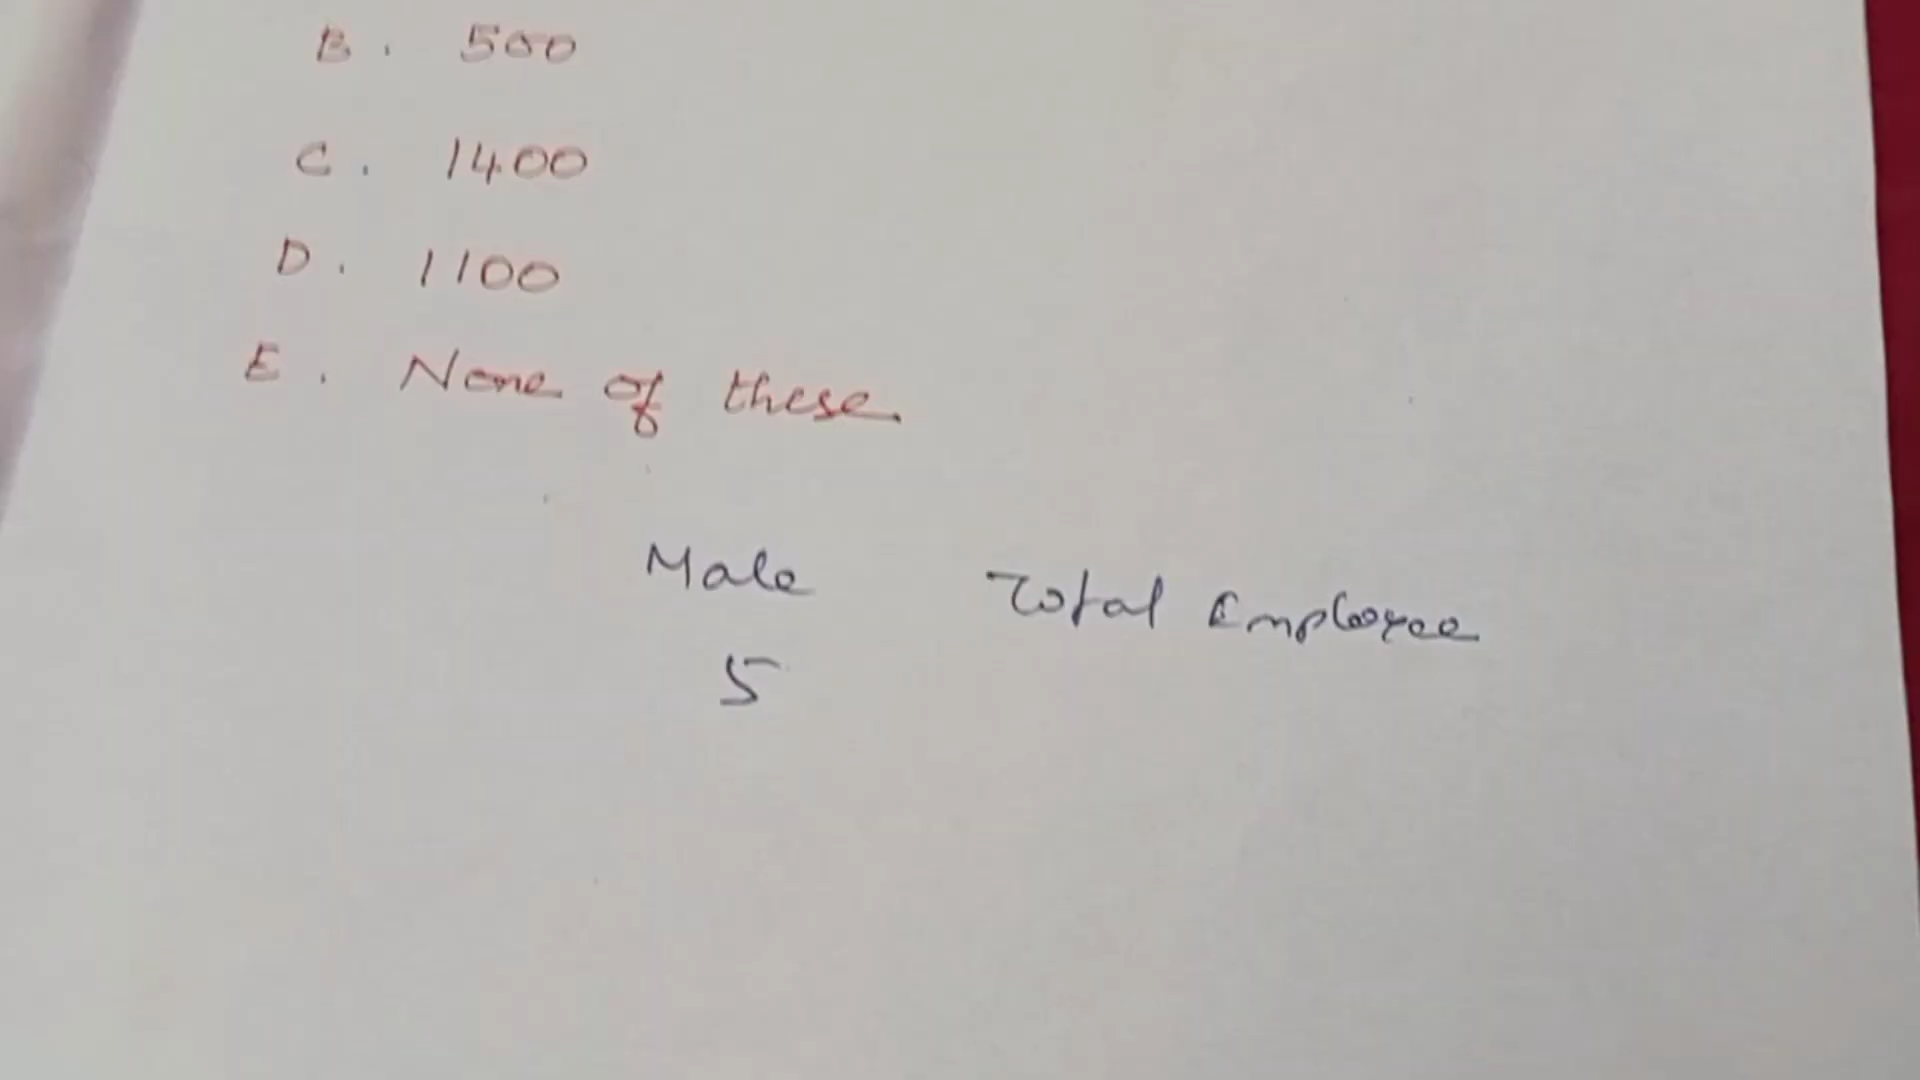 B. 500
C. 1400
D. 1100
E. None of these.
Male Total Employee
5